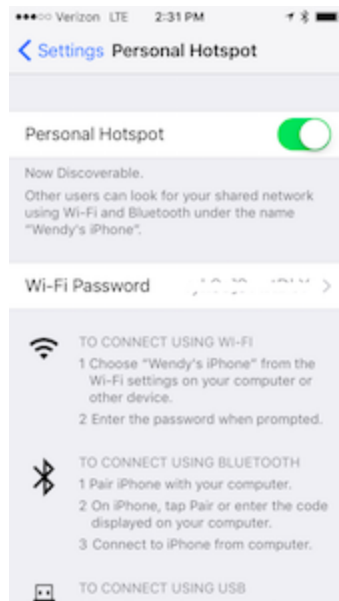 Verizon LTE 2:31 PM
Settings Personal Hotspot
Personal Hotspot
Now Discoverable.
Other users can look for your shared network
using Wi-Fi and Bluetooth under the name
"Wendy's iPhone".
Wi-Fi Password
TO CONNECT USING WI-FI
1 Choose "Wendy's iPhone" from the
Wi-Fi settings on your computer or
other device.
2 Enter the password when prompted.
TO CONNECT USING BLUETOOTH
1 Pair iPhone with your computer.
2 On iPhone, tap Pair or enter the code
displayed on your computer.
3 Connect to iPhone from computer.
TO CONNECT USING USB